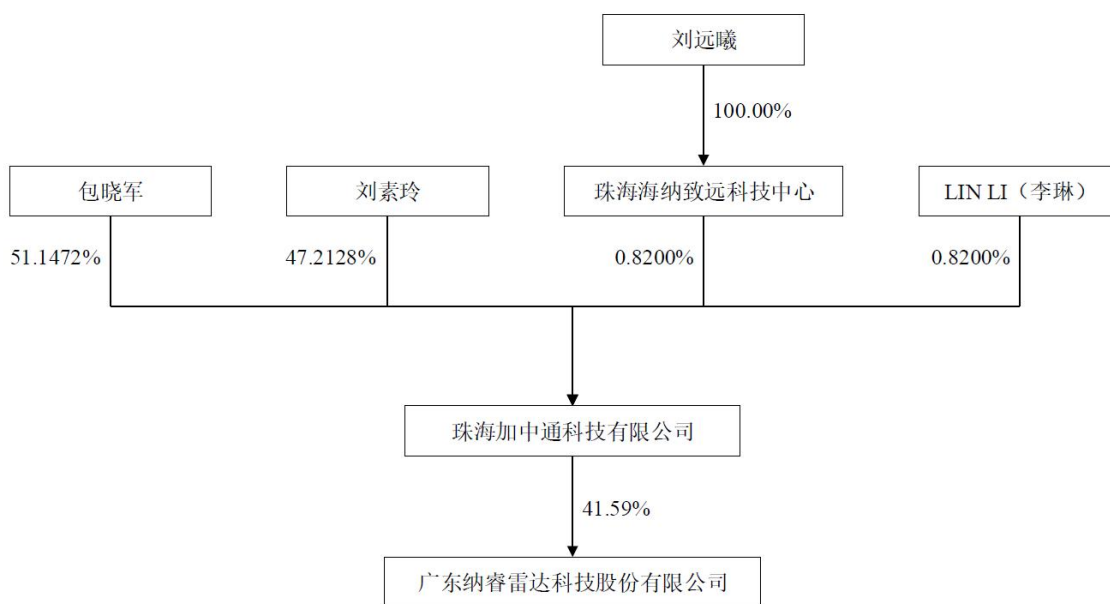 刘远曦
100.00%
包晓军
刘素玲
珠海海纳致远科技中心
LIN LI（李琳）
51.1472%
47.2128%
0.8200%
0.8200%
珠海加中通科技有限公司
41.59%
广东纳睿雷达科技股份有限公司